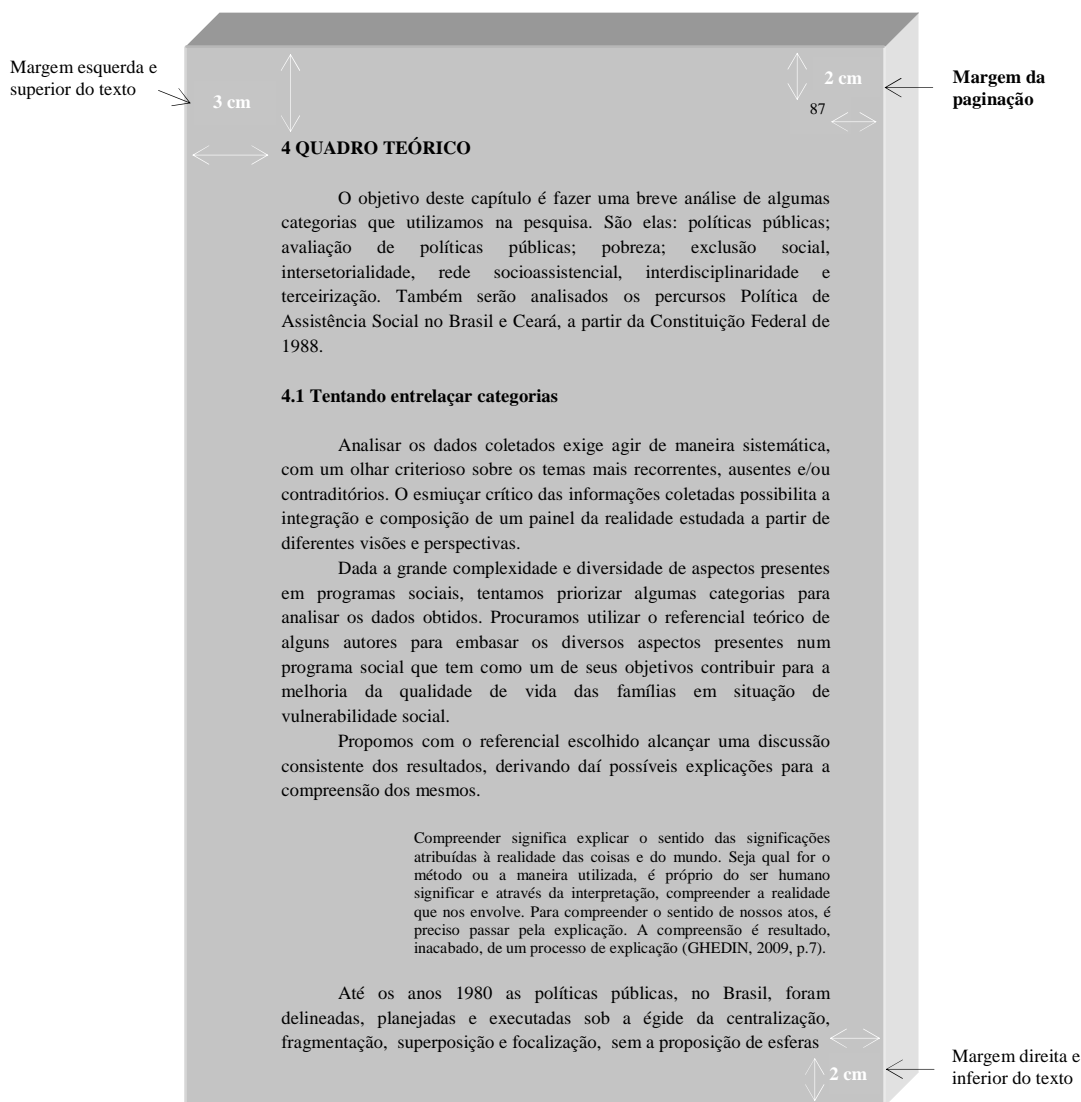 Margem esquerda e
superior do texto
3 cm
2 cm
Margem da
paginação
87
4 QUADRO TEÓRICO
O objetivo deste capítulo é fazer uma breve análise de algumas
categorias que utilizamos na pesquisa. São elas: políticas públicas;
avaliação de políticas públicas; pobreza; exclusão social,
intersetorialidade, rede socioassistencial, interdisciplinaridade e
terceirização. Também serão analisados os percursos Política de
Assistência Social no Brasil e Ceará, a partir da Constituição Federal de
1988.
4.1 Tentando entrelaçar categorias
Analisar os dados coletados exige agir de maneira sistemática,
com um olhar criterioso sobre os temas mais recorrentes, ausentes e/ou
contraditórios. O esmiuçar crítico das informações coletadas possibilita a
integração e composição de um painel da realidade estudada a partir de
diferentes visões e perspectivas.
Dada a grande complexidade e diversidade de aspectos presentes
em programas sociais, tentamos priorizar algumas categorias para
analisar os dados obtidos. Procuramos utilizar o referencial teórico de
alguns autores para embasar os diversos aspectos presentes num
programa social que tem como um de seus objetivos contribuir para a
melhoria da qualidade de vida das famílias em situação de
vulnerabilidade social.
Propomos com o referencial escolhido alcançar uma discussão
consistente dos resultados, derivando daí possíveis explicações para a
compreensão dos mesmos.
Compreender significa explicar o sentido das significações
atribuídas à realidade das coisas e do mundo. Seja qual for o
método ou a maneira utilizada, é próprio do ser humano
significar e através da interpretação, compreender a realidade
que nos envolve. Para compreender o sentido de nossos atos, é
preciso passar pela explicação. A compreensão é resultado,
inacabado, de um processo de explicação (GHEDIN, 2009, p.7).
Até os anos 1980 as políticas públicas, no Brasil, foram
delineadas, planejadas e executadas sob a égide da centralização,
fragmentação, superposição e focalização, sem a proposição de esferas
2 cm
Margem direita e
inferior do texto